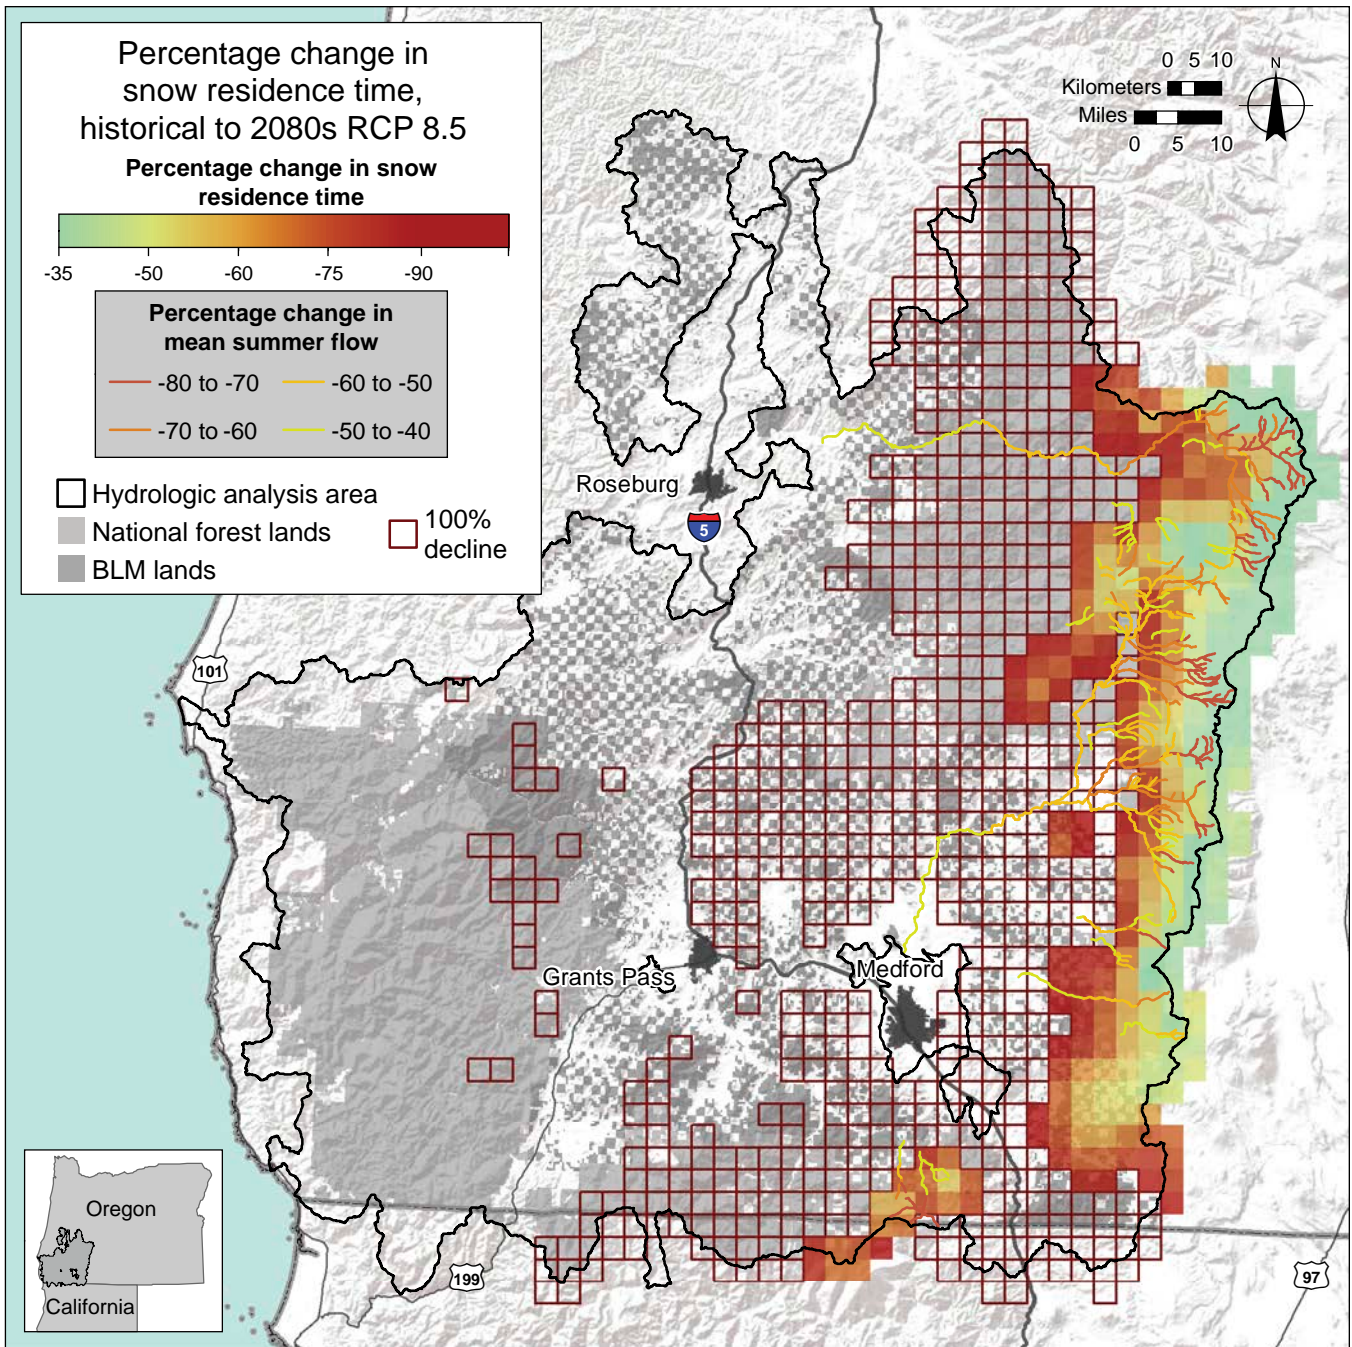 Percentage change in
snow residence time,
historical to 2080s RCP 8.5
Percentage change in snow
residence time
-35 -50 -60 -75 -90
Percentage change in
mean summer flow
-80 to -70 -60 to -50
-70 to -60 -50 to -40
Hydrologic analysis area
National forest lands
BLM lands
100%
decline
0 5 10
Kilometers
Miles
0 5 10
N
Roseburg
5
101
Grants Pass
Medford
199
97
Oregon
California